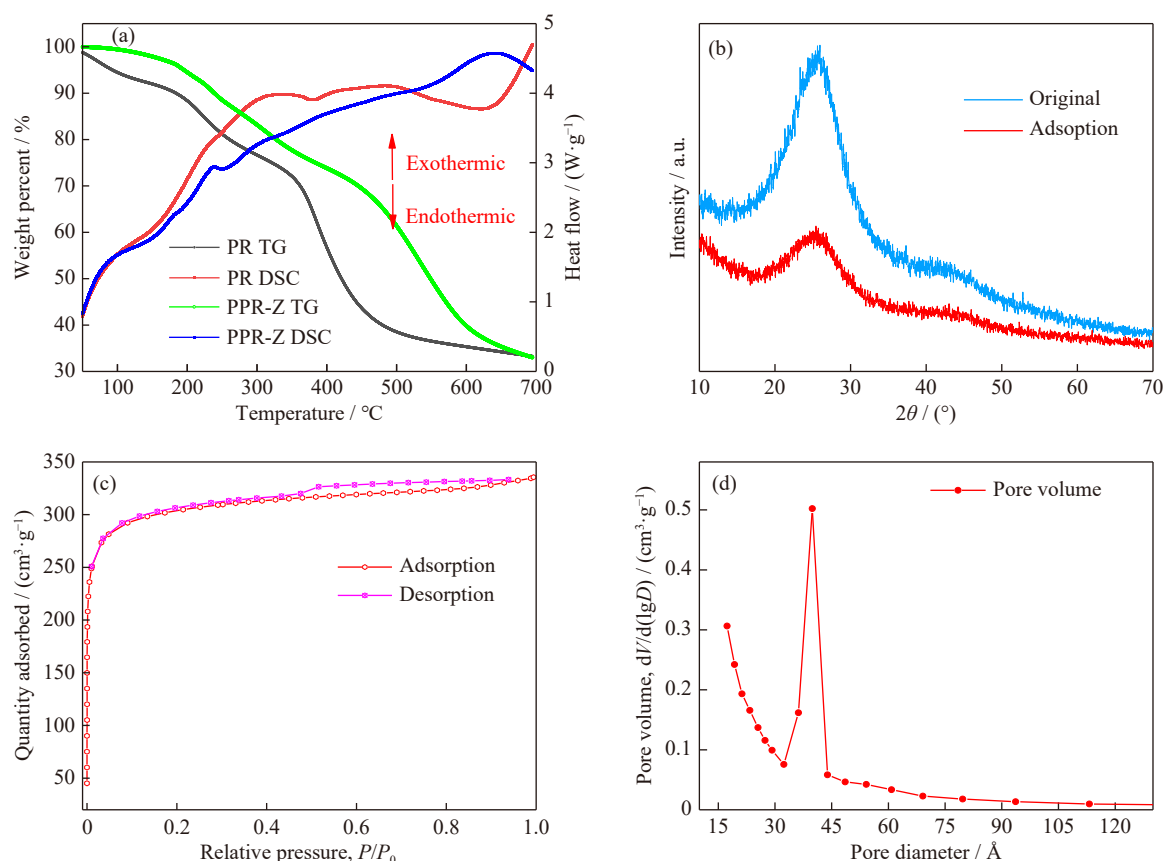 (a)
Weight percent / %
100
90
80
70
60
50
40
30
5
4
3
2
1
0
Heat flow / (W·g⁻¹)
Exothermic
Endothermic
PR TG
PR DSC
PPR-Z TG
PPR-Z DSC
100 200 300 400 500 600 700
Temperature / °C
(b)
Intensity / a.u.
Original
Adsoption
10 20 30 40 50 60 70
2θ / (°)
(c)
Quantity adsorbed / (cm³·g⁻¹)
350
300
250
200
150
100
50
Adsorption
Desorption
0 0.2 0.4 0.6 0.8 1.0
Relative pressure, P/P₀
(d)
Pore volume, dV/d(lgD) / (cm³·g⁻¹)
Pore volume
0.5
0.4
0.3
0.2
0.1
0
15 30 45 60 75 90 105 120
Pore diameter / Å